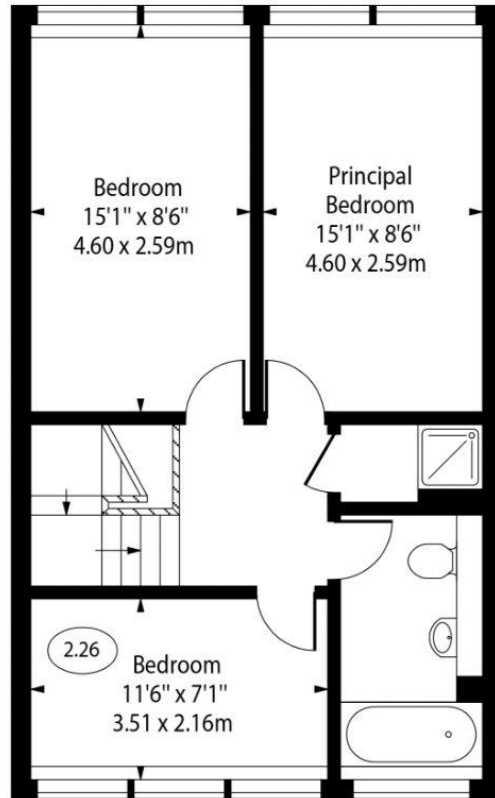 Bedroom
15'1" x 8'6"
4.60 x 2.59m
Principal
Bedroom
15'1" x 8'6"
4.60 x 2.59m
2.26
Bedroom
11'6" x 7'1"
3.51 x 2.16m